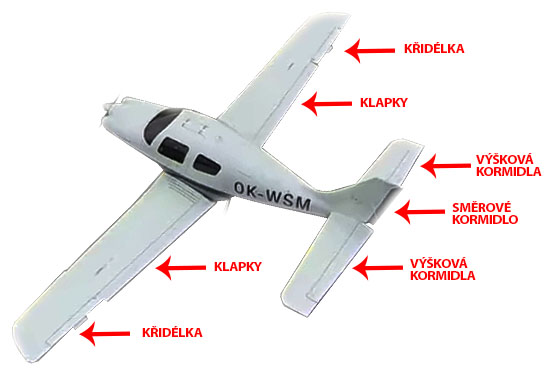 KŘIDÉLKA
KLAPKY
VÝŠKOVÁ
KORMIDLA
SMĚROVÉ
KORMIDLO
OK-WSM
KLAPKY
VÝŠKOVÁ
KORMIDLA
KŘIDÉLKA